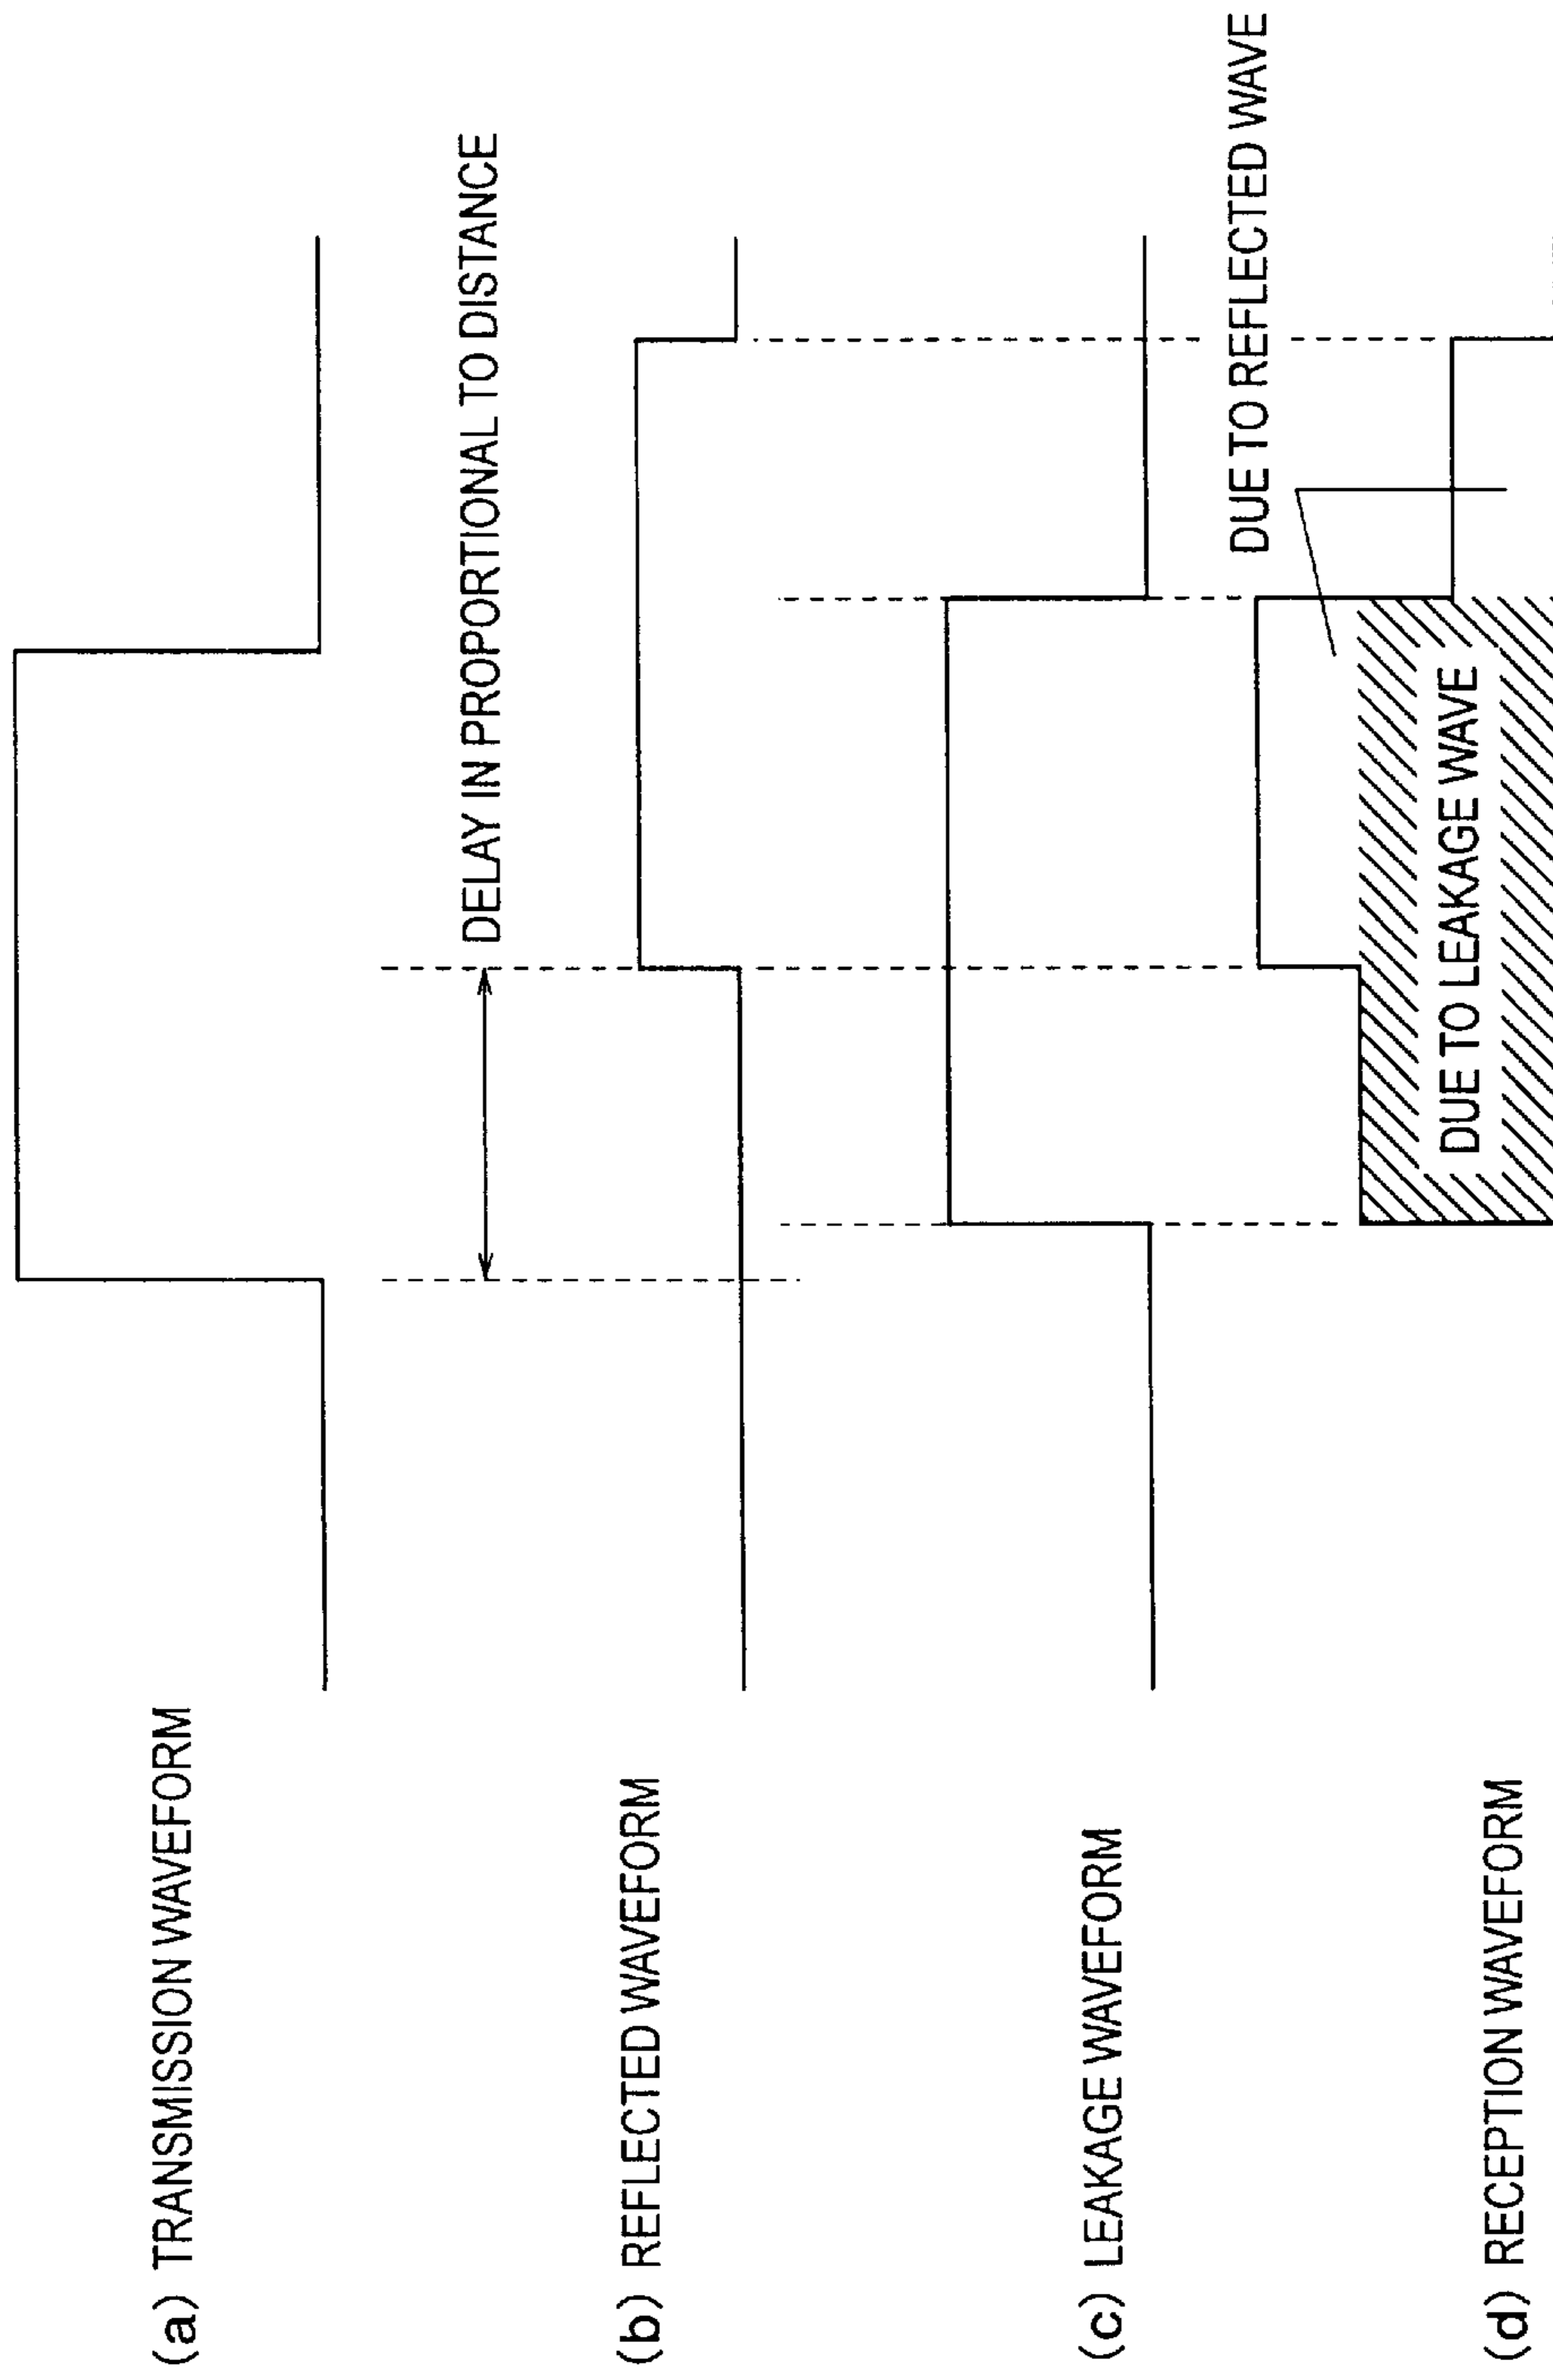 (a) TRANSMISSION WAVEFORM
DELAY IN PROPORTIONAL TO DISTANCE
(b) REFLECTED WAVEFORM
(c) LEAKAGE WAVEFORM
DUE TO REFLECTED WAVE
DUE TO LEAKAGE WAVE
(d) RECEPTION WAVEFORM